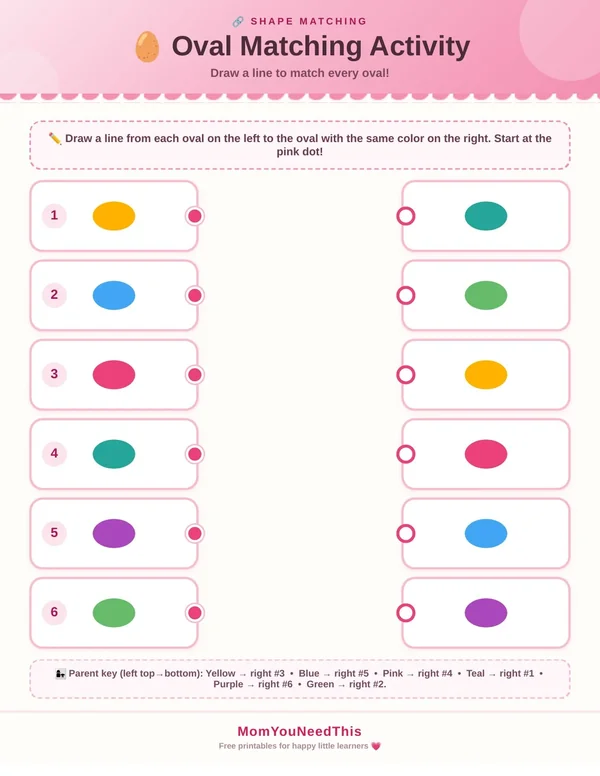 🔗 SHAPE MATCHING
🥚 Oval Matching Activity
Draw a line to match every oval!
✏️ Draw a line from each oval on the left to the oval with the same color on the right. Start at the
pink dot!
1
2
3
4
5
6
👩‍👧 Parent key (left top→bottom): Yellow → right #3 • Blue → right #5 • Pink → right #4 • Teal → right #1 •
Purple → right #6 • Green → right #2.
MomYouNeedThis
Free printables for happy little learners 💗